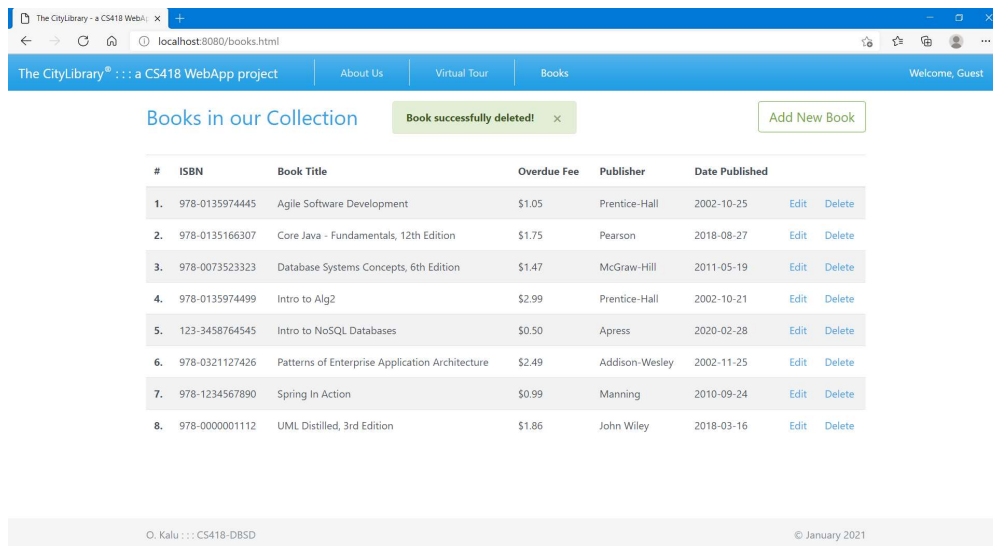 The CityLibrary - a CS418 WebAp
localhost:8080/books.html
The CityLibrary® : : : a CS418 WebApp project About Us Virtual Tour Books Welcome, Guest
Books in our Collection Book successfully deleted! × Add New Book
# ISBN Book Title Overdue Fee Publisher Date Published
1. 978-0135974445 Agile Software Development $1.05 Prentice-Hall 2002-10-25 Edit Delete
2. 978-0135166307 Core Java - Fundamentals, 12th Edition $1.75 Pearson 2018-08-27 Edit Delete
3. 978-0073523323 Database Systems Concepts, 6th Edition $1.47 McGraw-Hill 2011-05-19 Edit Delete
4. 978-0135974499 Intro to Alg2 $2.99 Prentice-Hall 2002-10-21 Edit Delete
5. 123-3458764545 Intro to NoSQL Databases $0.50 Apress 2020-02-28 Edit Delete
6. 978-0321127426 Patterns of Enterprise Application Architecture $2.49 Addison-Wesley 2002-11-25 Edit Delete
7. 978-1234567890 Spring In Action $0.99 Manning 2010-09-24 Edit Delete
8. 978-0000001112 UML Distilled, 3rd Edition $1.86 John Wiley 2018-03-16 Edit Delete
O. Kalu : : : CS418-DBSD © January 2021